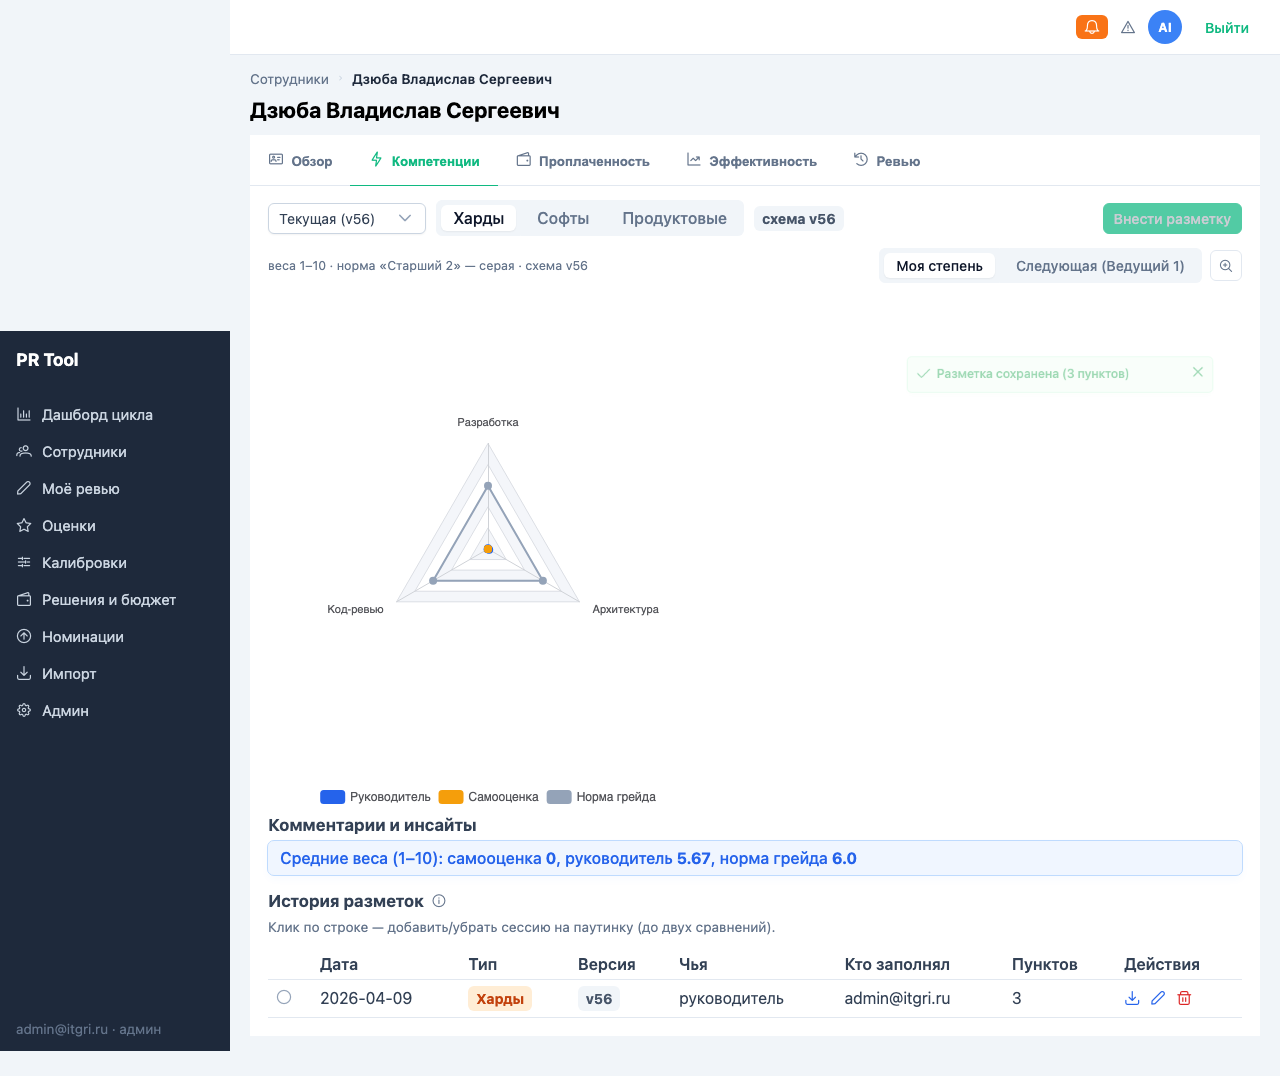 AI
Выйти
Сотрудники
Дзюба Владислав Сергеевич
Дзюба Владислав Сергеевич
Обзор
Компетенции
Проплаченность
Эффективность
Ревью
Текущая (v56)
Харды
Софты
Продуктовые
схема v56
Внести разметку
веса 1–10 · норма «Старший 2» — серая · схема v56
Моя степень
Следующая (Ведущий 1)
PR Tool
Дашборд цикла
Сотрудники
Моё ревью
Оценки
Калибровки
Решения и бюджет
Номинации
Импорт
Админ
admin@itgri.ru · админ
Разметка сохранена (3 пунктов)
Разработка
Код-ревью
Архитектура
Руководитель
Самооценка
Норма грейда
Комментарии и инсайты
Средние веса (1–10): самооценка 0, руководитель 5.67, норма грейда 6.0
История разметок
Клик по строке — добавить/убрать сессию на паутинку (до двух сравнений).
Дата Тип Версия Чья Кто заполнял Пунктов Действия
2026-04-09 Харды v56 руководитель admin@itgri.ru 3